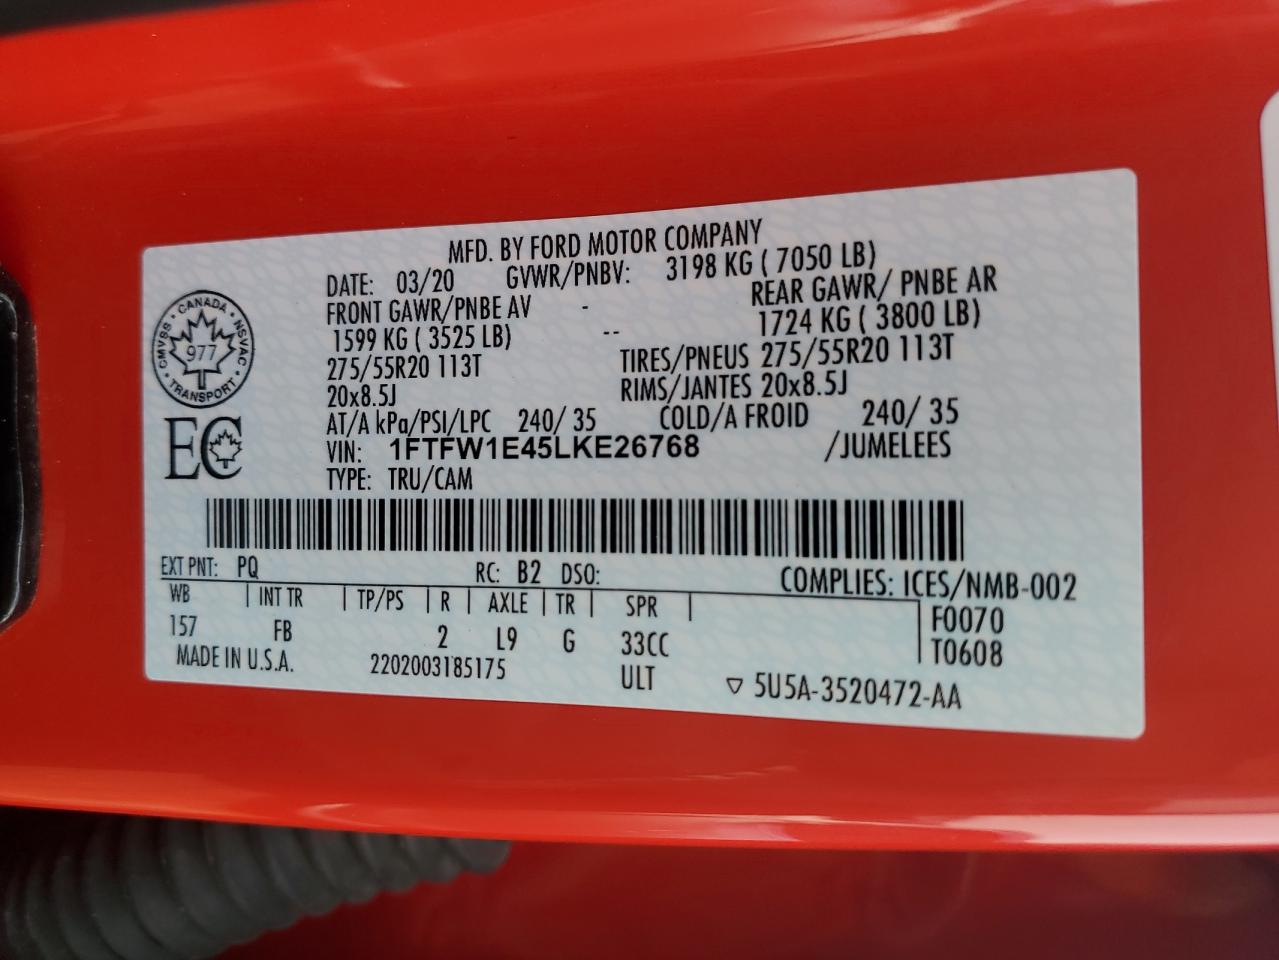 MFD. BY FORD MOTOR COMPANY
DATE: 03/20 GVWR/PNBV: 3198 KG ( 7050 LB)
FRONT GAWR/PNBE AV - REAR GAWR/ PNBE AR
1599 KG ( 3525 LB) -- 1724 KG ( 3800 LB)
275/55R20 113T TIRES/PNEUS 275/55R20 113T
20x8.5J RIMS/JANTES 20x8.5J
AT/A kPa/PSI/LPC 240/ 35 COLD/A FROID 240/ 35
VIN: 1FTFW1E45LKE26768 /JUMELEES
TYPE: TRU/CAM
CANADA
CMVSS NSVAC
977
TRANSPORT
EC
EXT PNT: PQ RC: B2 DSO: COMPLIES: ICES/NMB-002
WB | INT TR | TP/PS | R | AXLE | TR | SPR | F0070
157 FB 2 L9 G 33CC T0608
MADE IN U.S.A. 2202003185175 ULT ▽ 5U5A-3520472-AA